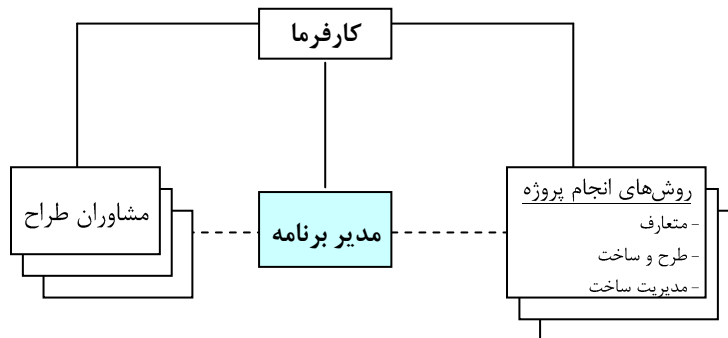 کارفرما
مشاوران طراح
مدیر برنامه
روش‌های انجام پروژه
- متعارف
- طرح و ساخت
- مدیریت ساخت